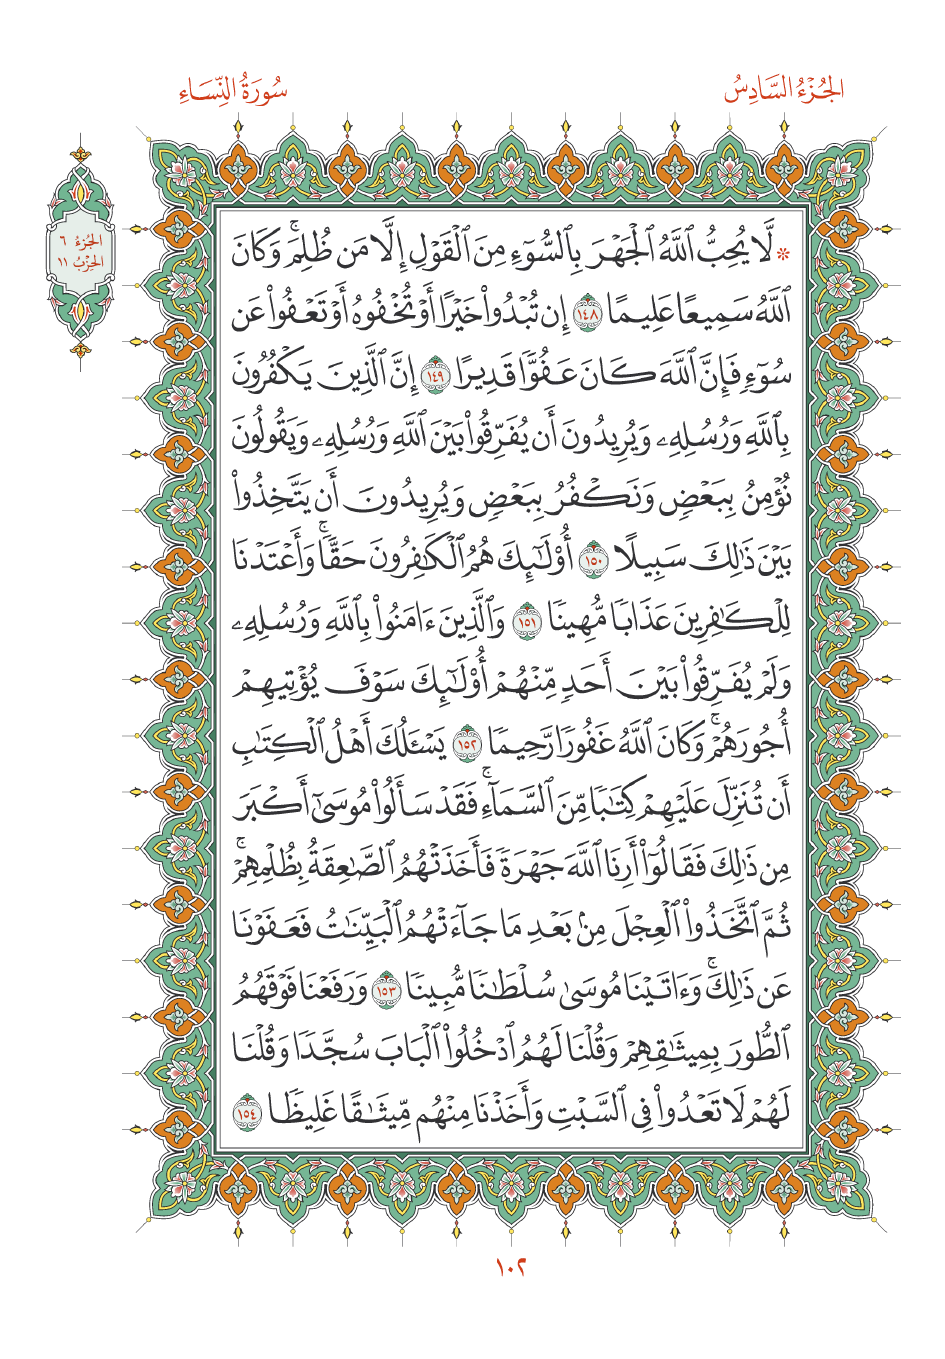 الجُزْءُ السَّادِسُ
سُورَةُ النِّسَاءِ
الجُزءُ ٦
الحِزْبُ ١١
۞ لَّا يُحِبُّ ٱللَّهُ ٱلْجَهْرَ بِٱلسُّوٓءِ مِنَ ٱلْقَوْلِ إِلَّا مَن ظُلِمَۚ وَكَانَ
ٱللَّهُ سَمِيعًا عَلِيمًا ١٤٨ إِن تُبْدُوا۟ خَيْرًا أَوْ تُخْفُوهُ أَوْ تَعْفُوا۟ عَن
سُوٓءٍ فَإِنَّ ٱللَّهَ كَانَ عَفُوًّا قَدِيرًا ١٤٩ إِنَّ ٱلَّذِينَ يَكْفُرُونَ
بِٱللَّهِ وَرُسُلِهِۦ وَيُرِيدُونَ أَن يُفَرِّقُوا۟ بَيْنَ ٱللَّهِ وَرُسُلِهِۦ وَيَقُولُونَ
نُؤْمِنُ بِبَعْضٍ وَنَكْفُرُ بِبَعْضٍ وَيُرِيدُونَ أَن يَتَّخِذُوا۟
بَيْنَ ذَٰلِكَ سَبِيلًا ١٥٠ أُو۟لَـٰٓئِكَ هُمُ ٱلْكَـٰفِرُونَ حَقًّاۚ وَأَعْتَدْنَا
لِلْكَـٰفِرِينَ عَذَابًا مُّهِينًا ١٥١ وَٱلَّذِينَ ءَامَنُوا۟ بِٱللَّهِ وَرُسُلِهِۦ
وَلَمْ يُفَرِّقُوا۟ بَيْنَ أَحَدٍ مِّنْهُمْ أُو۟لَـٰٓئِكَ سَوْفَ يُؤْتِيهِمْ
أُجُورَهُمْۚ وَكَانَ ٱللَّهُ غَفُورًا رَّحِيمًا ١٥٢ يَسْـَٔلُكَ أَهْلُ ٱلْكِتَـٰبِ
أَن تُنَزِّلَ عَلَيْهِمْ كِتَـٰبًا مِّنَ ٱلسَّمَآءِۚ فَقَدْ سَأَلُوا۟ مُوسَىٰٓ أَكْبَرَ
مِن ذَٰلِكَ فَقَالُوٓا۟ أَرِنَا ٱللَّهَ جَهْرَةً فَأَخَذَتْهُمُ ٱلصَّـٰعِقَةُ بِظُلْمِهِمْۚ
ثُمَّ ٱتَّخَذُوا۟ ٱلْعِجْلَ مِنۢ بَعْدِ مَا جَآءَتْهُمُ ٱلْبَيِّنَـٰتُ فَعَفَوْنَا
عَن ذَٰلِكَۚ وَءَاتَيْنَا مُوسَىٰ سُلْطَـٰنًا مُّبِينًا ١٥٣ وَرَفَعْنَا فَوْقَهُمُ
ٱلطُّورَ بِمِيثَـٰقِهِمْ وَقُلْنَا لَهُمُ ٱدْخُلُوا۟ ٱلْبَابَ سُجَّدًا وَقُلْنَا
لَهُمْ لَا تَعْدُوا۟ فِى ٱلسَّبْتِ وَأَخَذْنَا مِنْهُم مِّيثَـٰقًا غَلِيظًا ١٥٤
١٠٢